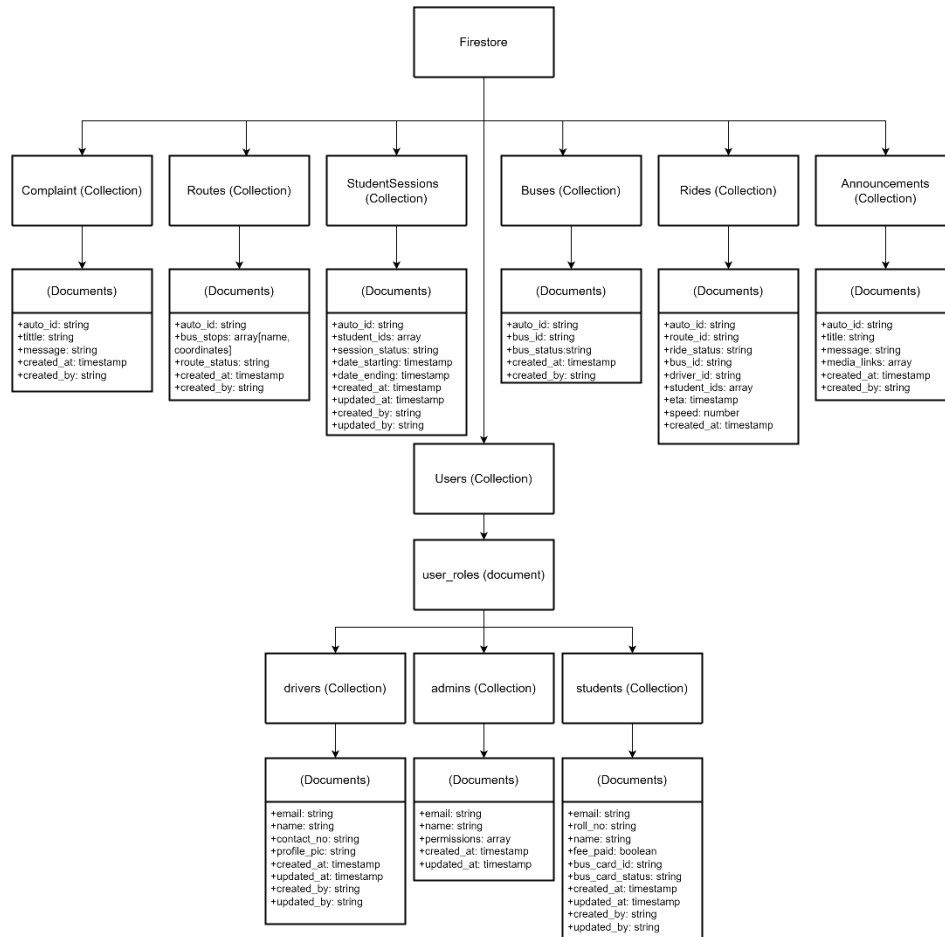 Firestore
Complaint (Collection)
Routes (Collection)
StudentSessions
(Collection)
Buses (Collection)
Rides (Collection)
Announcements
(Collection)
(Documents)
+auto_id: string
+tittle: string
+message: string
+created_at: timestamp
+created_by: string
(Documents)
+auto_id: string
+bus_stops: array[name,
coordinates]
+route_status: string
+created_at: timestamp
+created_by: string
(Documents)
+auto_id: string
+student_ids: array
+session_status: string
+date_starting: timestamp
+date_ending: timestamp
+created_at: timestamp
+updated_at: timestamp
+created_by: string
+updated_by: string
(Documents)
+auto_id: string
+bus_id: string
+bus_status:string
+created_at: timestamp
+created_by: string
(Documents)
+auto_id: string
+route_id: string
+ride_status: string
+bus_id: string
+driver_id: string
+student_ids: array
+eta: timestamp
+speed: number
+created_at: timestamp
(Documents)
+auto_id: string
+title: string
+message: string
+media_links: array
+created_at: timestamp
+created_by: string
Users (Collection)
user_roles (document)
drivers (Collection)
admins (Collection)
students (Collection)
(Documents)
+email: string
+name: string
+contact_no: string
+profile_pic: string
+created_at: timestamp
+updated_at: timestamp
+created_by: string
+updated_by: string
(Documents)
+email: string
+name: string
+permissions: array
+created_at: timestamp
+updated_at: timestamp
(Documents)
+email: string
+roll_no: string
+name: string
+fee_paid: boolean
+bus_card_id: string
+bus_card_status: string
+created_at: timestamp
+updated_at: timestamp
+created_by: string
+updated_by: string